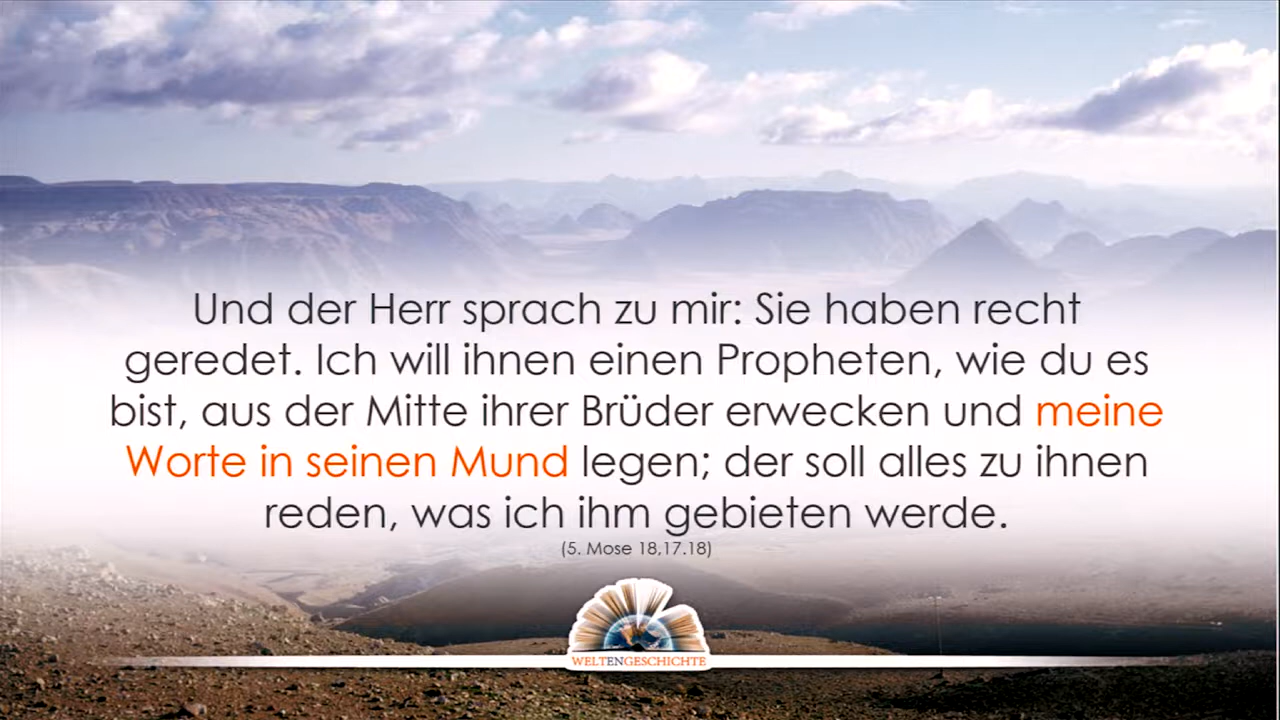 Und der Herr sprach zu mir: Sie haben recht
geredet. Ich will ihnen einen Propheten, wie du es
bist, aus der Mitte ihrer Brüder erwecken und meine
Worte in seinen Mund legen; der soll alles zu ihnen
reden, was ich ihm gebieten werde.
(5. Mose 18,17.18)
WELTENGESCHICHTE